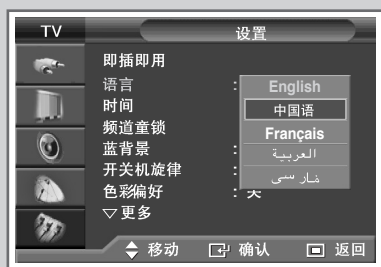 TV
设置
即插即用
语言 :
English
时间
中国语
频道童锁
Français
蓝背景 :
العربية
开关机旋律 :
فارسی
色彩偏好 : 关
▽更多
移动 确认 返回